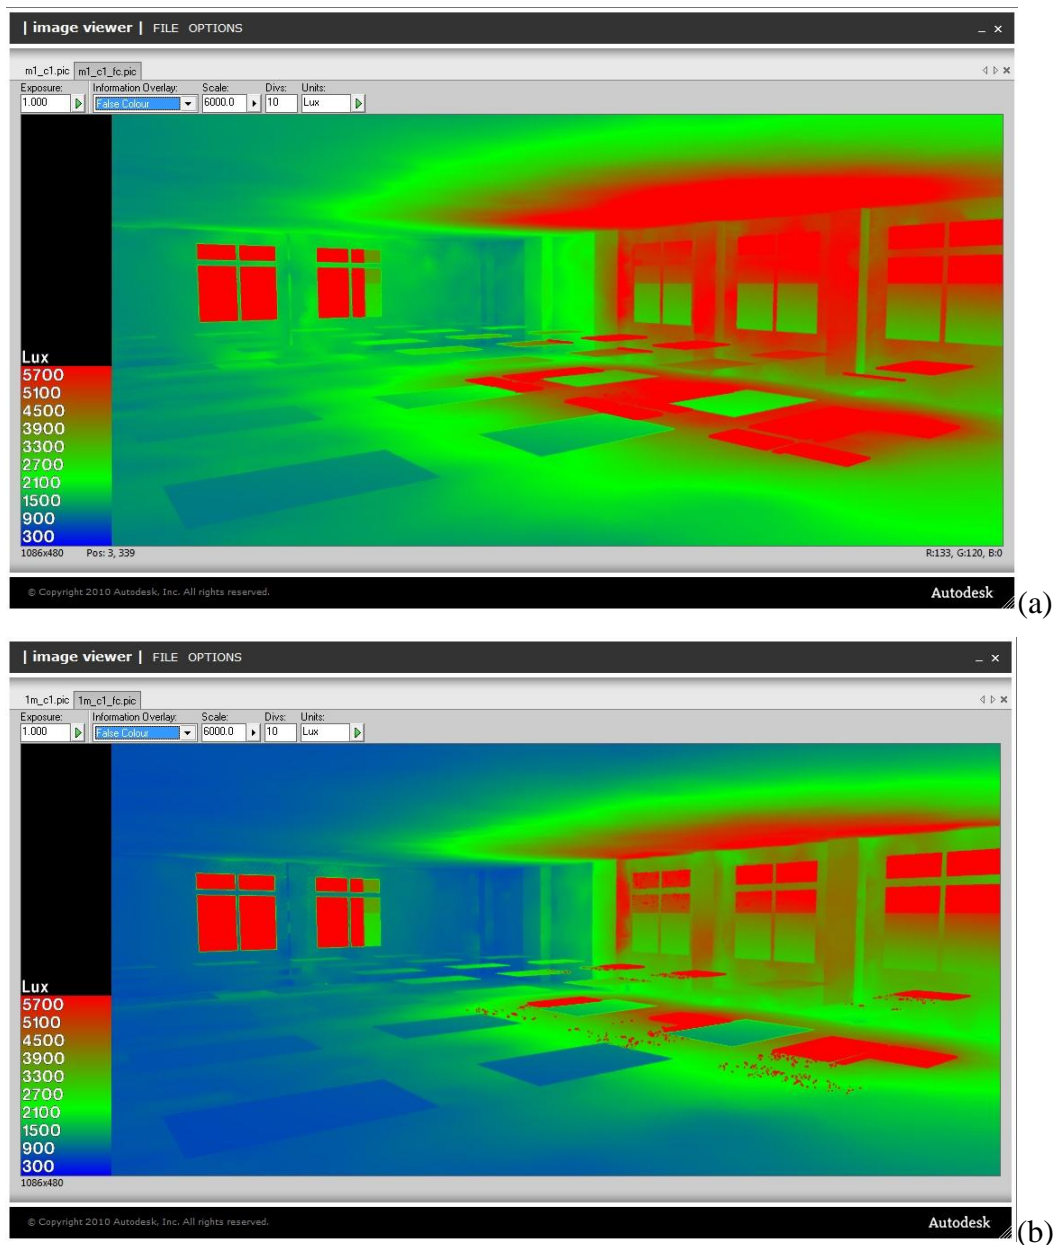 | image viewer | FILE OPTIONS
m1_c1.pic m1_c1_fc.pic
Exposure: Information Overlay: Scale: Divs: Units:
1.000 False Colour 6000.0 10 Lux
Lux
5700
5100
4500
3900
3300
2700
2100
1500
900
300
1086x480 Pos: 3, 339 R:133, G:120, B:0
© Copyright 2010 Autodesk, Inc. All rights reserved. Autodesk
(a)
| image viewer | FILE OPTIONS
1m_c1.pic 1m_c1_fc.pic
Exposure: Information Overlay: Scale: Divs: Units:
1.000 False Colour 6000.0 10 Lux
Lux
5700
5100
4500
3900
3300
2700
2100
1500
900
300
1086x480
© Copyright 2010 Autodesk, Inc. All rights reserved. Autodesk
(b)